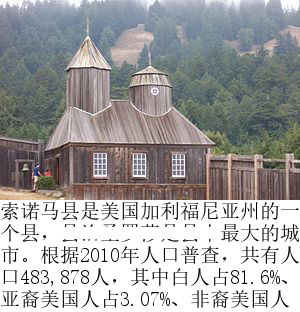 索诺马县是美国加利福尼亚州的一
个县，最大的城
市。根据2010年人口普查，共有人
口483,878人，其中白人占81.6%、
亚裔美国人占3.07%、非裔美国人